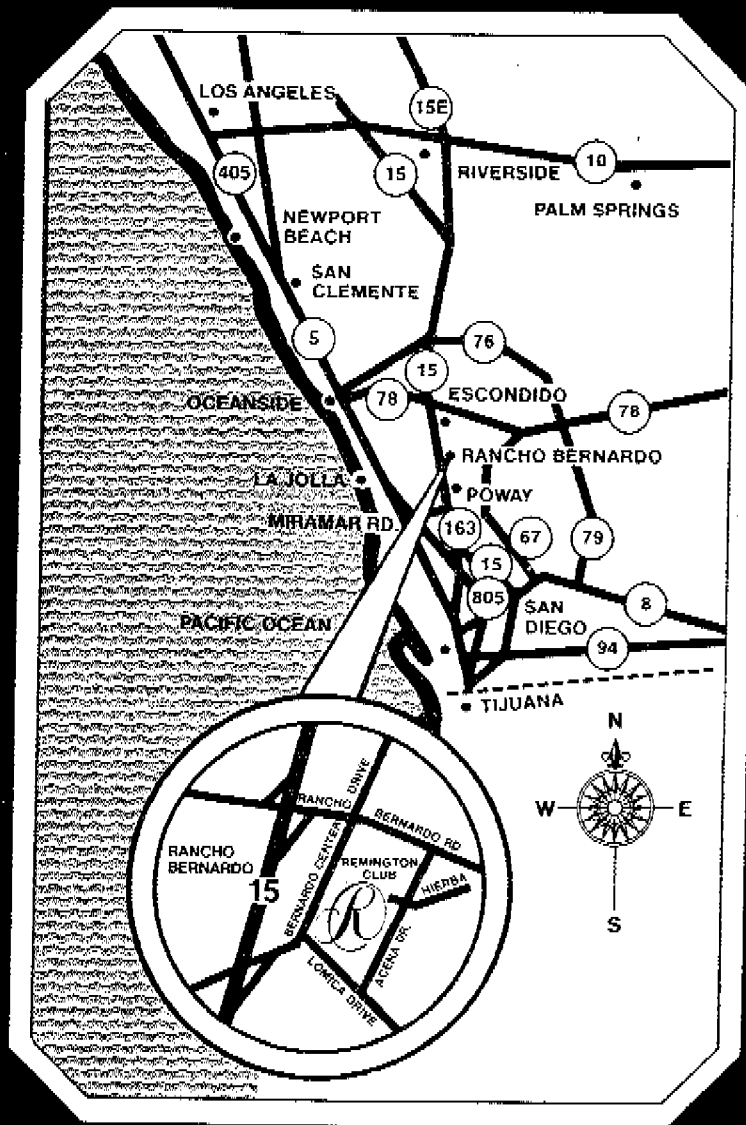 LOS ANGELES
15E
405
15
RIVERSIDE
10
PALM SPRINGS
NEWPORT
BEACH
SAN
CLEMENTE
5
76
15
OCEANSIDE
78
ESCONDIDO
78
RANCHO BERNARDO
LA JOLLA
POWAY
MIRAMAR RD.
163
67
79
15
805
SAN
DIEGO
8
PACIFIC OCEAN
94
TIJUANA
N
W
E
S
RANCHO
BERNARDO RD
BERNARDO CENTER DRIVE
RANCHO
BERNARDO
15
REMINGTON
CLUB
R
HIERBA
ACENA DR.
LOMICA DRIVE